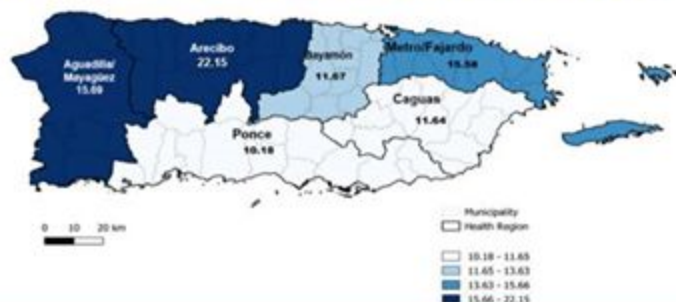 Arecibo
22.15
Bayamón
11.67
Metro/Fajardo
15.58
Aguadilla/
Mayagüez
15.69
Caguas
11.64
Ponce
10.18
0 10 20 km
Municipality
Health Region
10.18 - 11.65
11.65 - 13.63
13.63 - 15.66
15.66 - 22.15